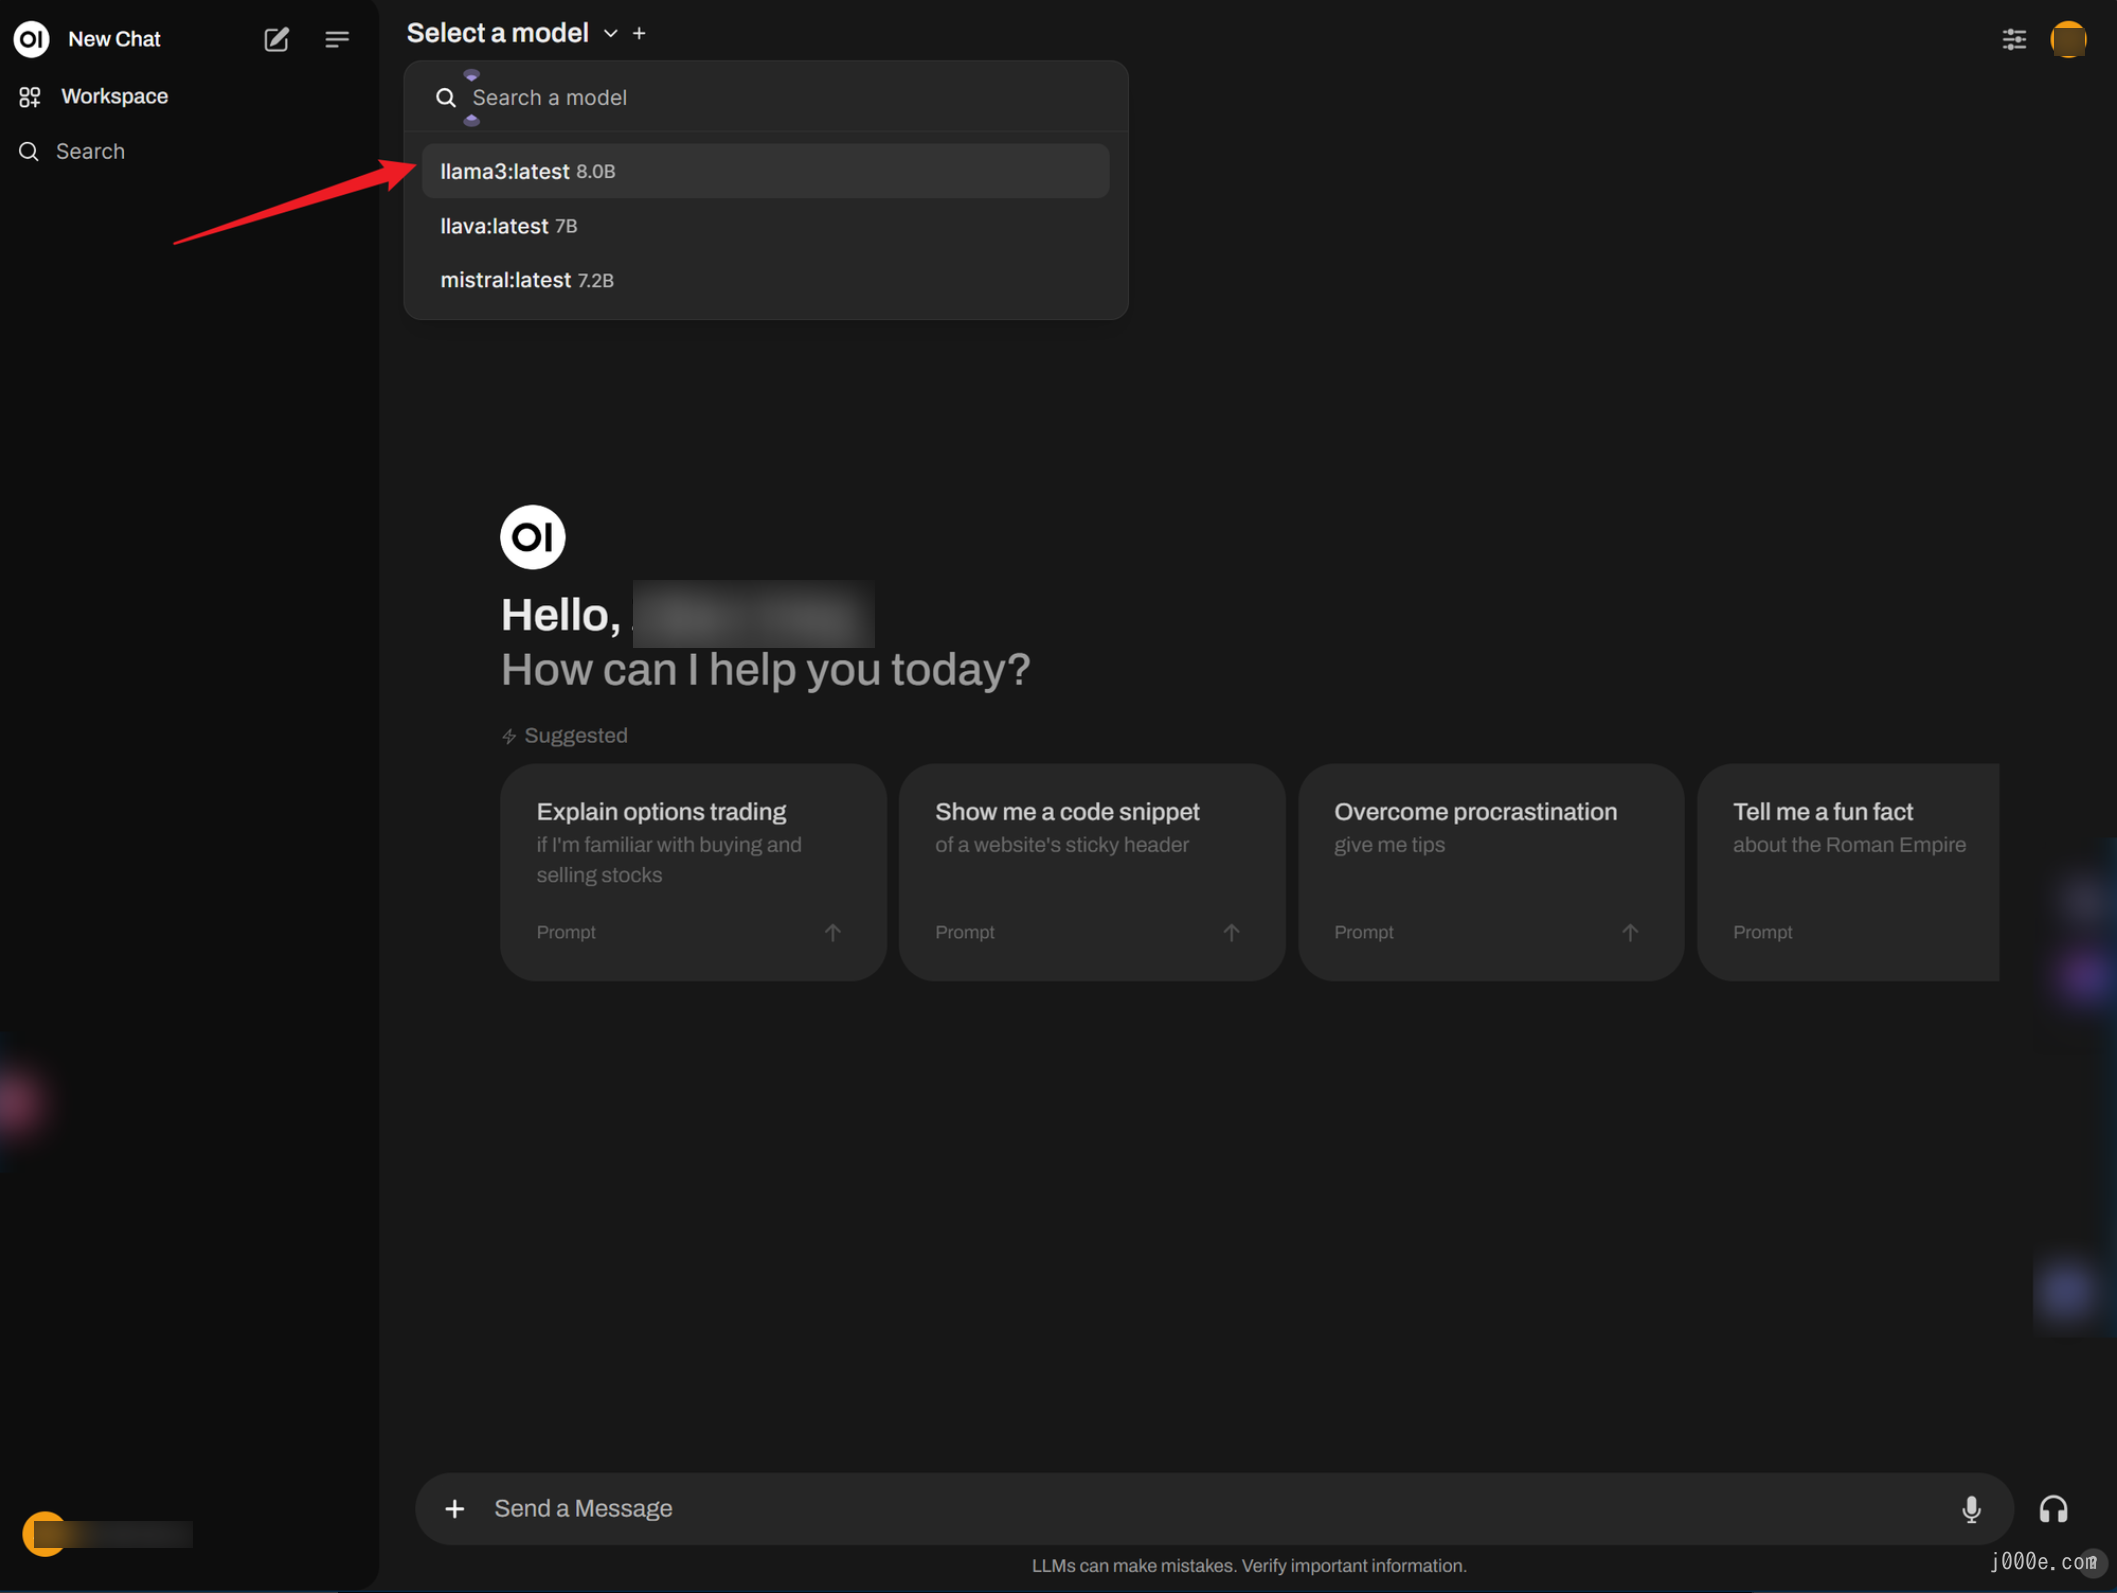 OI New Chat
Workspace
Search
Select a model
Search a model
llama3:latest 8.0B
llava:latest 7B
mistral:latest 7.2B
OI
Hello,
How can I help you today?
Suggested
Explain options trading
if I'm familiar with buying and
selling stocks
Prompt
Show me a code snippet
of a website's sticky header
Prompt
Overcome procrastination
give me tips
Prompt
Tell me a fun fact
about the Roman Empire
Prompt
Send a Message
LLMs can make mistakes. Verify important information.
j000e.com